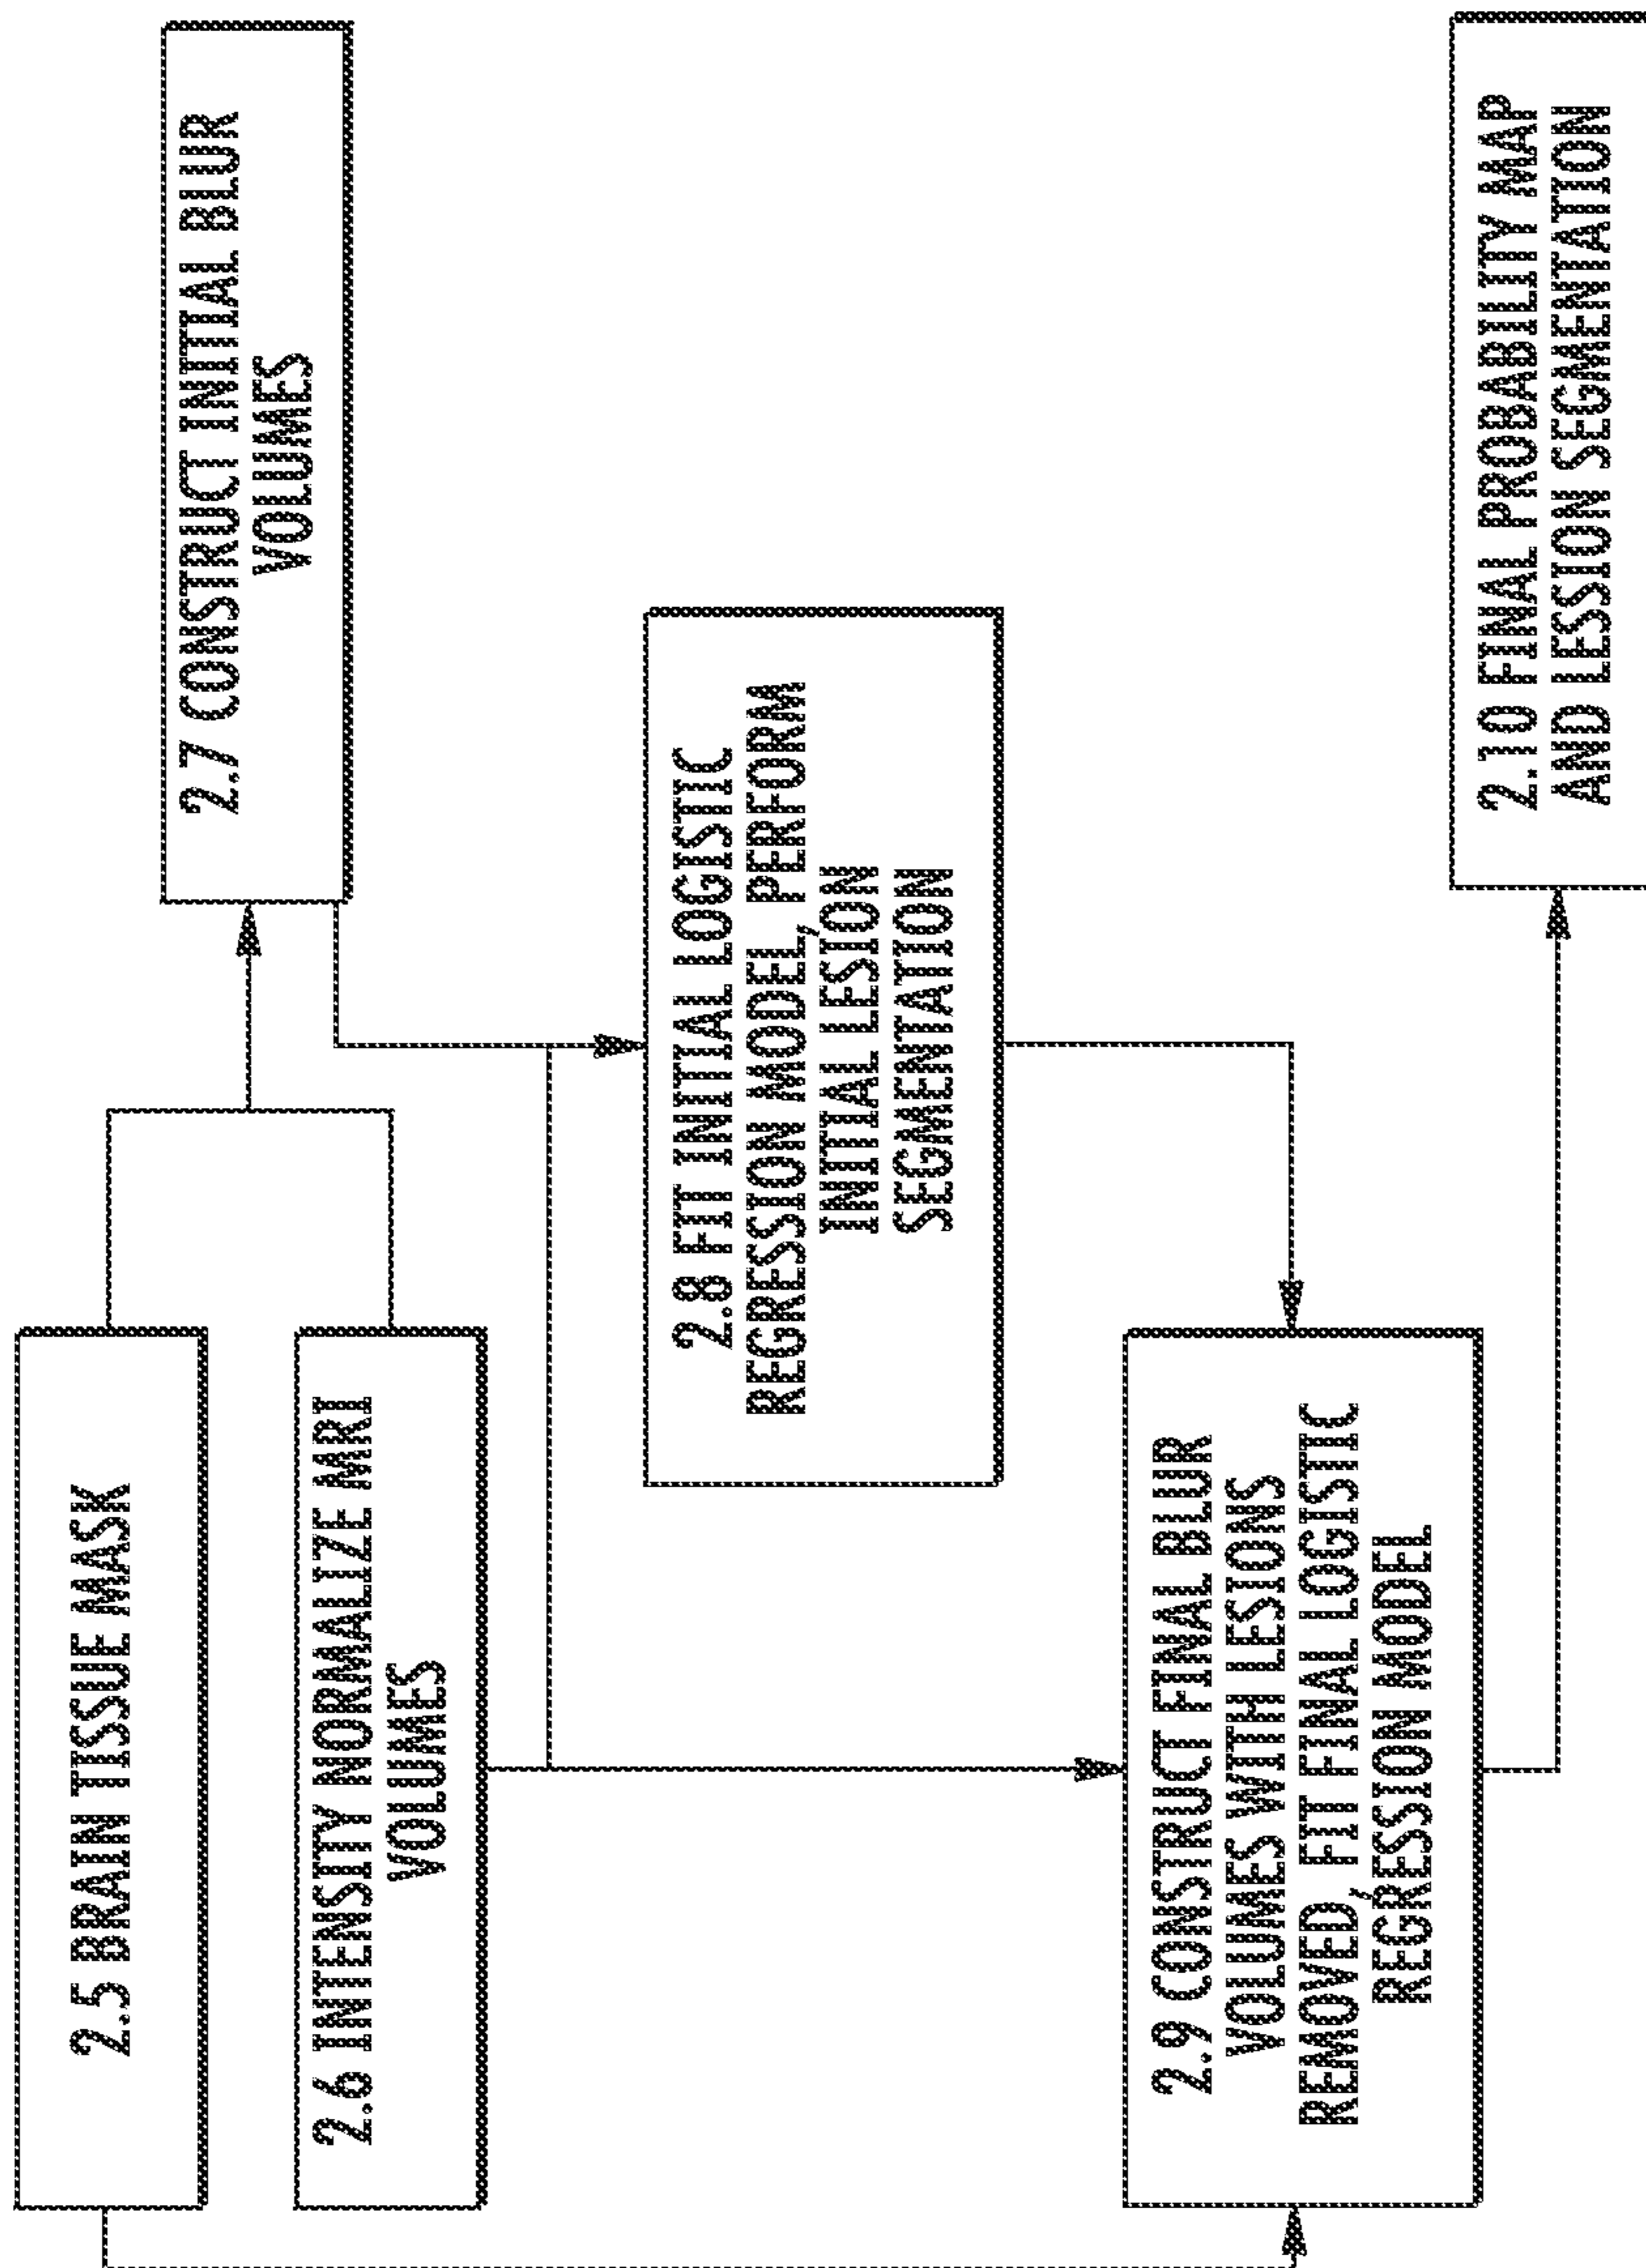 2.5 BRAIN TISSUE MASK
2.6 INTENSITY NORMALIZE MRI
VOLUMES
2.7 CONSTRUCT INITIAL BLUR
VOLUMES
2.8 FIT INITIAL LOGISTIC
REGRESSION MODEL, PERFORM
INITIAL LESION
SEGMENTATION
2.9 CONSTRUCT FINAL BLUR
VOLUMES WITH LESIONS
REMOVED, FIT FINAL LOGISTIC
REGRESSION MODEL
2.10 FINAL PROBABILITY MAP
AND LESSION SEGMENTATION